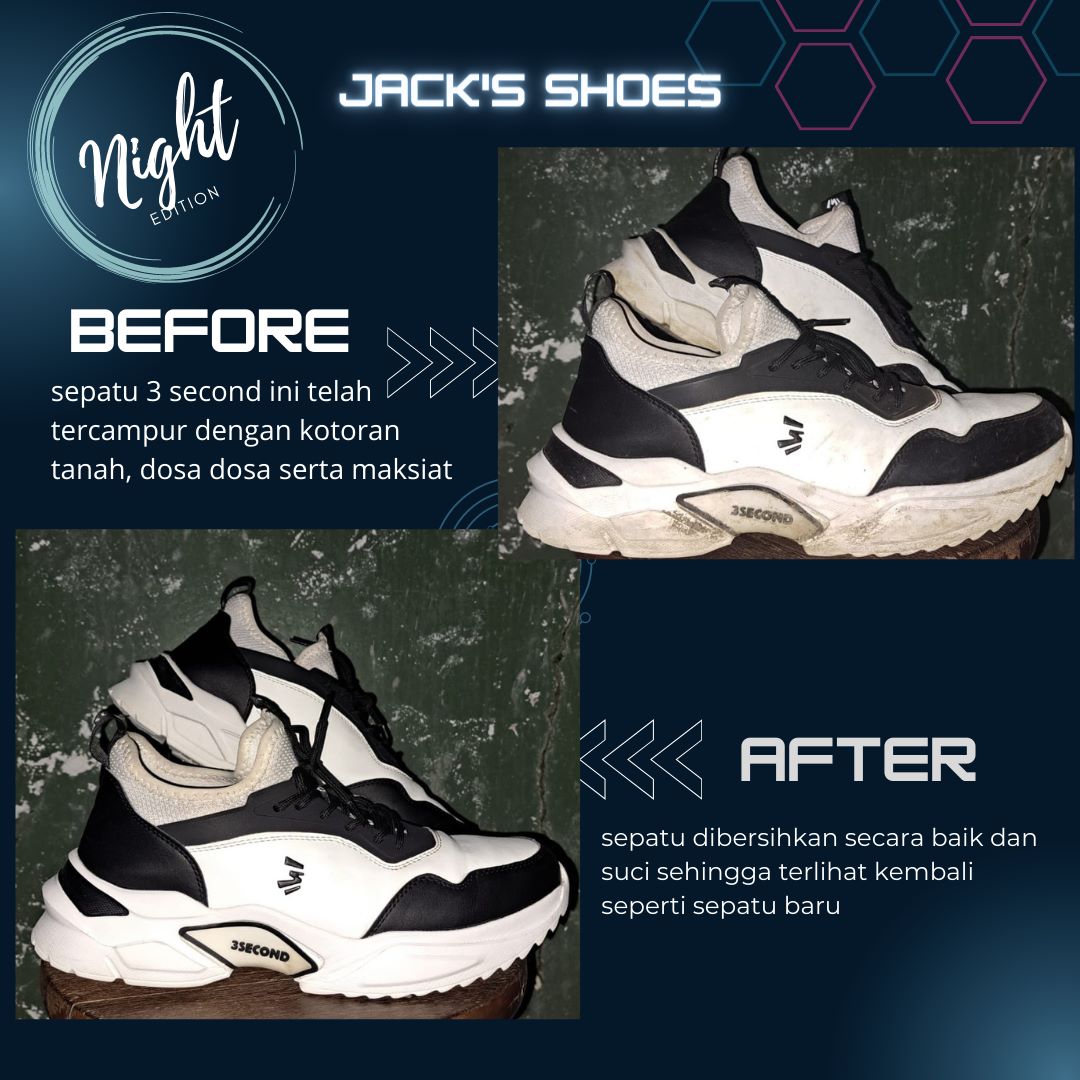 Night
EDITION
JACK'S SHOES
BEFORE
sepatu 3 second ini telah
tercampur dengan kotoran
tanah, dosa dosa serta maksiat
3SECOND
AFTER
sepatu dibersihkan secara baik dan
suci sehingga terlihat kembali
seperti sepatu baru
3SECOND